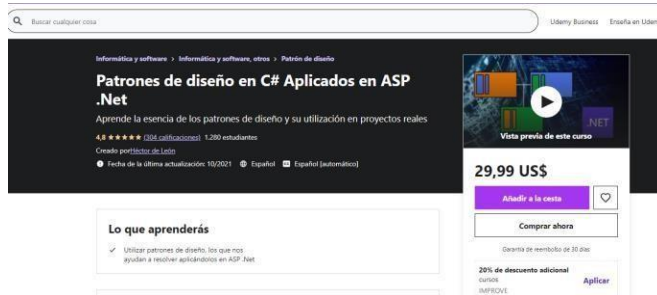 Buscar cualquier cosa
Udemy Business
Enseña en Udem
Informática y software > Informática y software, otros > Patrón de diseño
Patrones de diseño en C# Aplicados en ASP
.Net
Aprende la esencia de los patrones de diseño y su utilización en proyectos reales
4,8 ★★★★★ (304 calificaciones) 1.280 estudiantes
Creado por Héctor de León
Fecha de la última actualización: 10/2021 Español Español [automático]
.NET
Vista previa de este curso
29,99 US$
Añadir a la cesta
Comprar ahora
Garantía de reembolso de 30 días
20% de descuento adicional
cursos
IMPROVE
Aplicar
Lo que aprenderás
✓ Utilizar patrones de diseño, los que nos
ayudan a resolver aplicándolos en ASP .Net